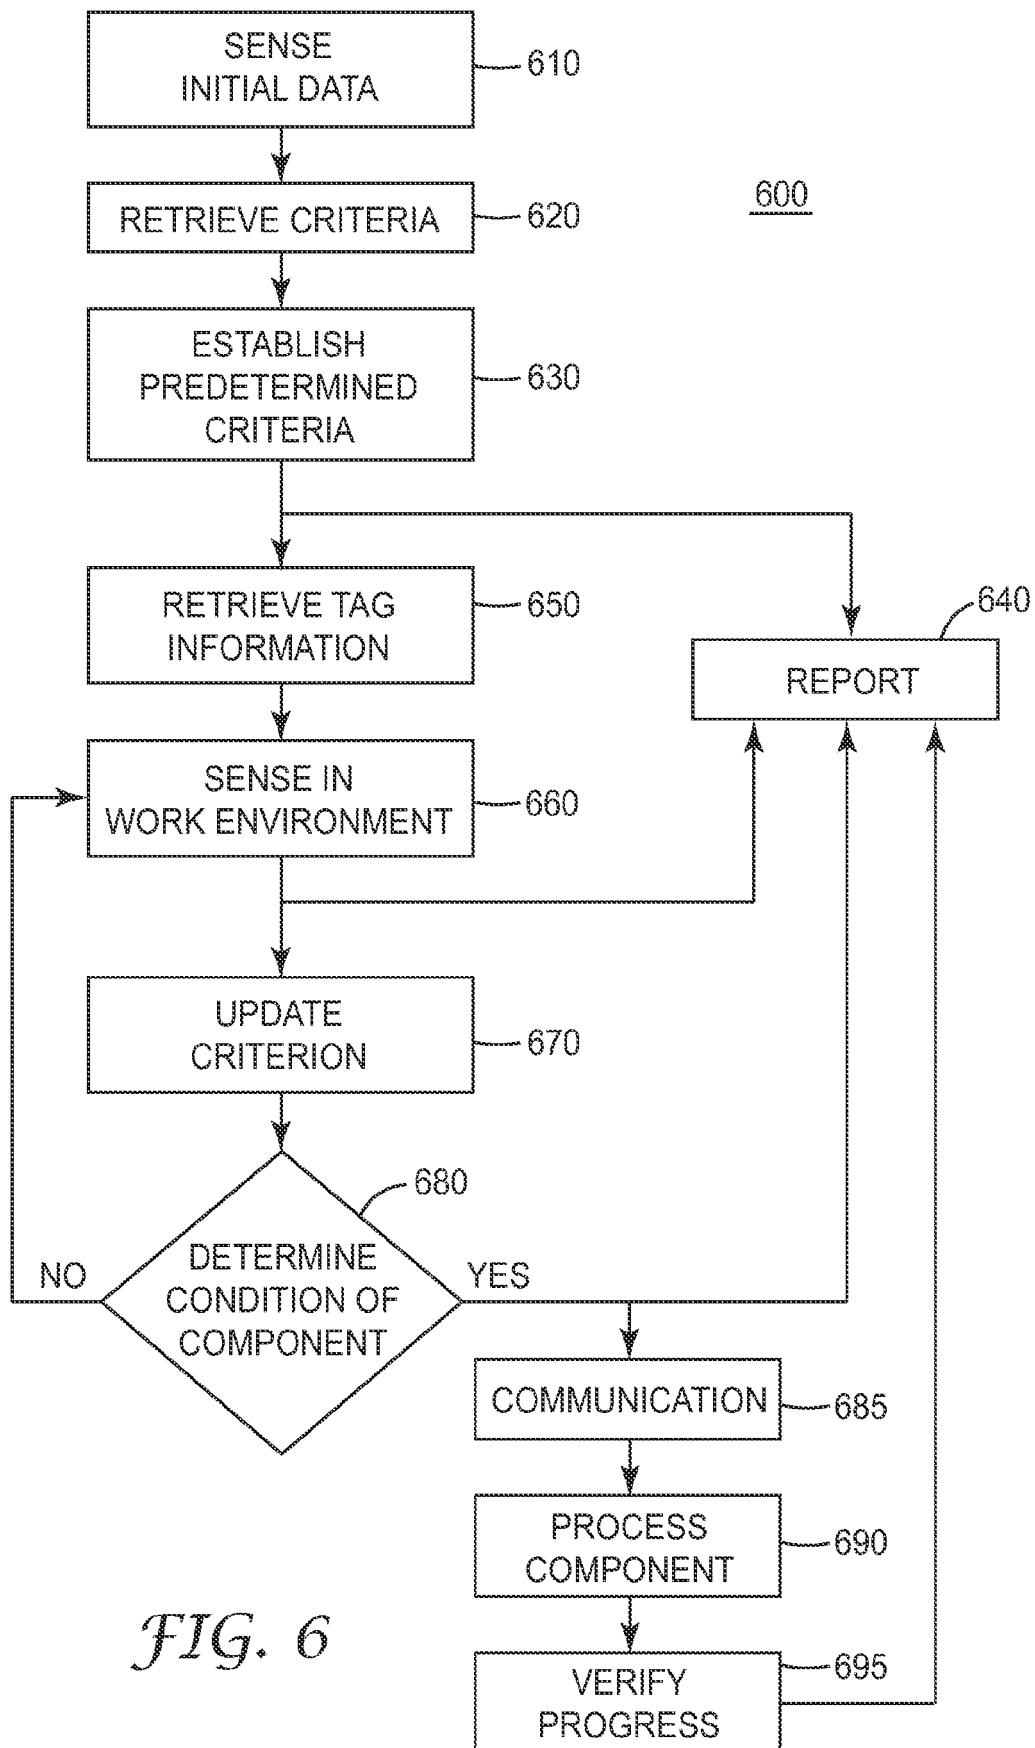 SENSE
INITIAL DATA
610
RETRIEVE CRITERIA
620
600
ESTABLISH
PREDETERMINED
CRITERIA
630
RETRIEVE TAG
INFORMATION
650
640
REPORT
SENSE IN
WORK ENVIRONMENT
660
UPDATE
CRITERION
670
680
DETERMINE
CONDITION OF
COMPONENT
NO
YES
COMMUNICATION
685
PROCESS
COMPONENT
690
VERIFY
PROGRESS
695
FIG. 6